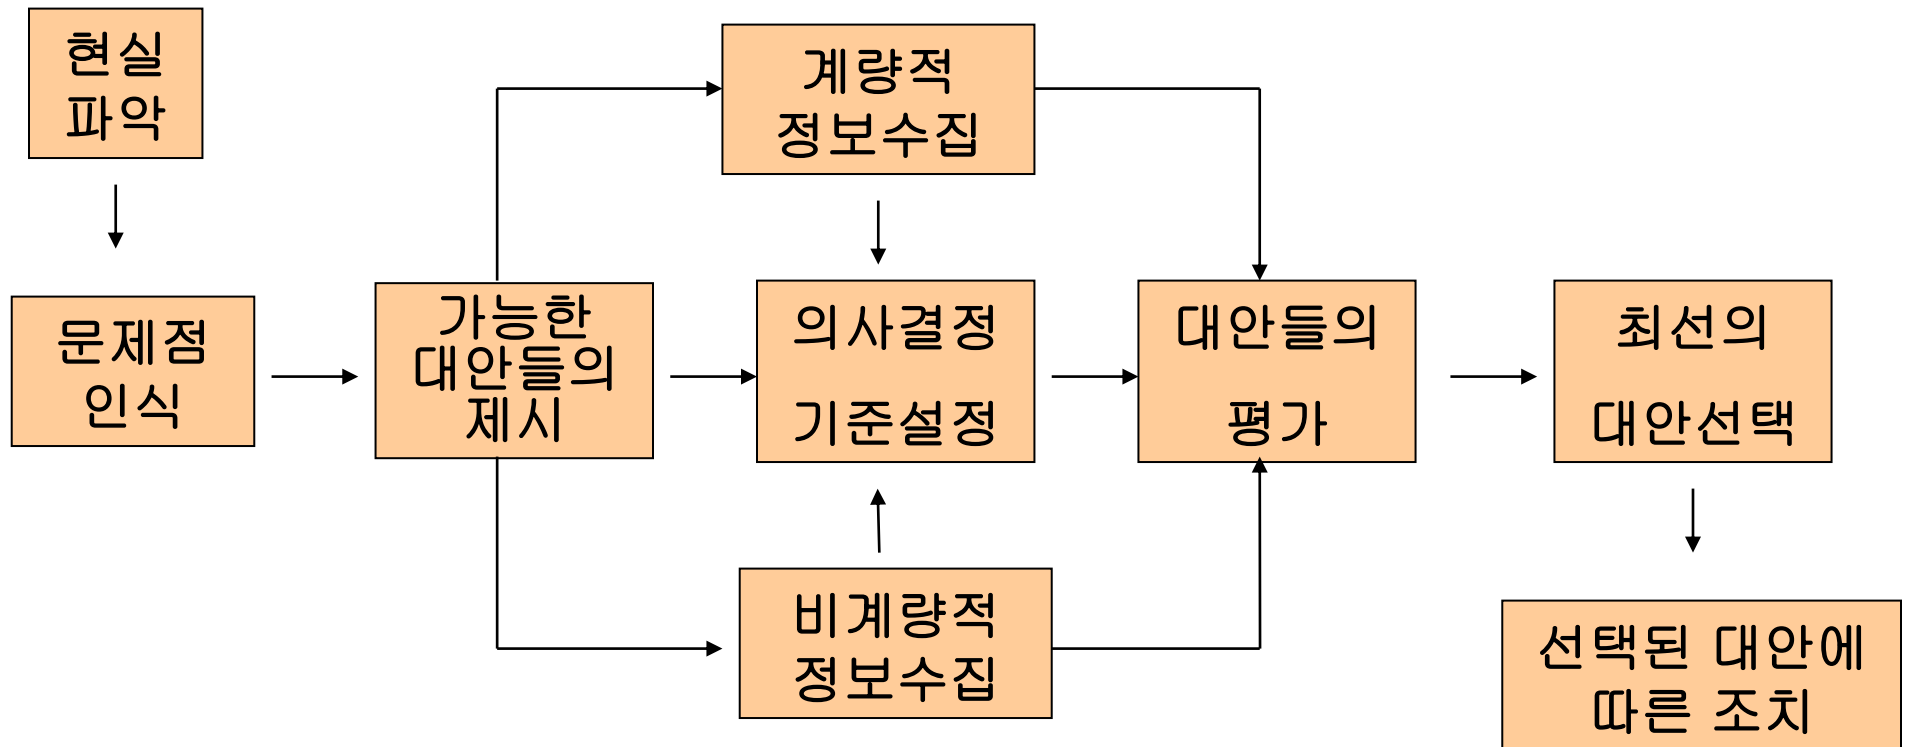 현실
파악
문제점
인식
가능한
대안들의
제시
계량적
정보수집
의사결정
기준설정
비계량적
정보수집
대안들의
평가
최선의
대안선택
선택된 대안에
따른 조치